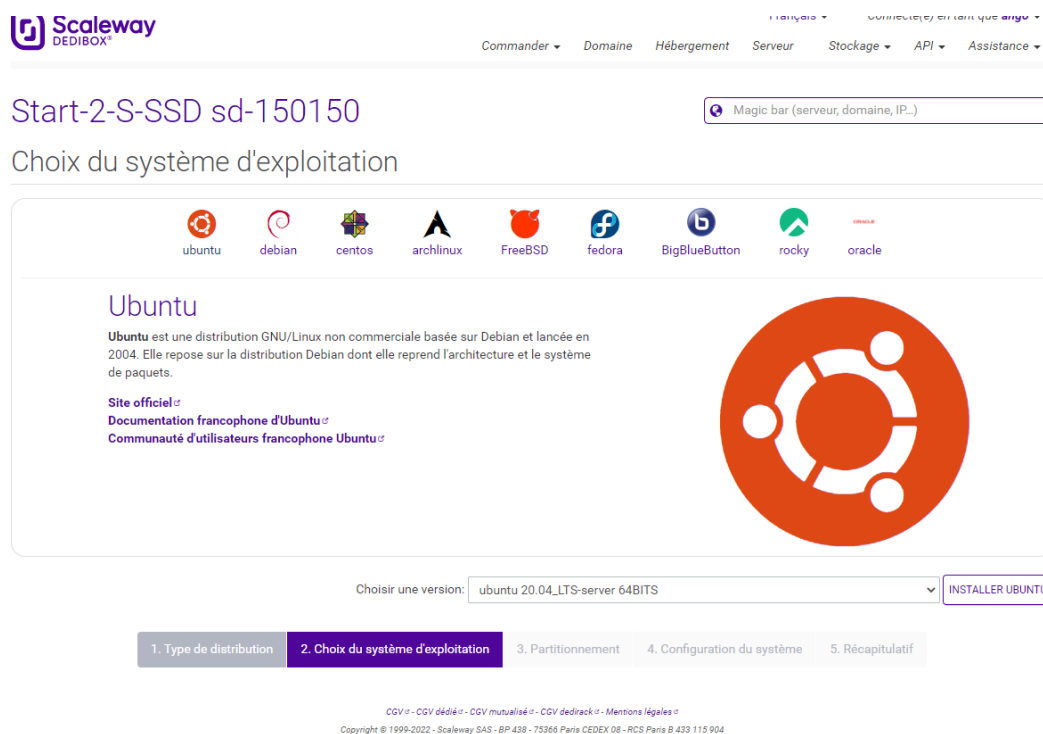 Scaleway
DEDIBOX®
Français
Connecté(e) en tant que ango
Commander Domaine Hébergement Serveur Stockage API Assistance
Start-2-S-SSD sd-150150
Magic bar (serveur, domaine, IP...)
Choix du système d'exploitation
ubuntu debian centos archlinux FreeBSD fedora BigBlueButton rocky oracle
Ubuntu
Ubuntu est une distribution GNU/Linux non commerciale basée sur Debian et lancée en
2004. Elle repose sur la distribution Debian dont elle reprend l'architecture et le système
de paquets.
Site officiel
Documentation francophone d'Ubuntu
Communauté d'utilisateurs francophone Ubuntu
Choisir une version: ubuntu 20.04_LTS-server 64BITS INSTALLER UBUNTU
1. Type de distribution 2. Choix du système d'exploitation 3. Partitionnement 4. Configuration du système 5. Récapitulatif
CGV - CGV dédié - CGV mutualisé - CGV dedirack - Mentions légales
Copyright © 1999-2022 - Scaleway SAS - BP 438 - 75366 Paris CEDEX 08 - RCS Paris B 433 115 904